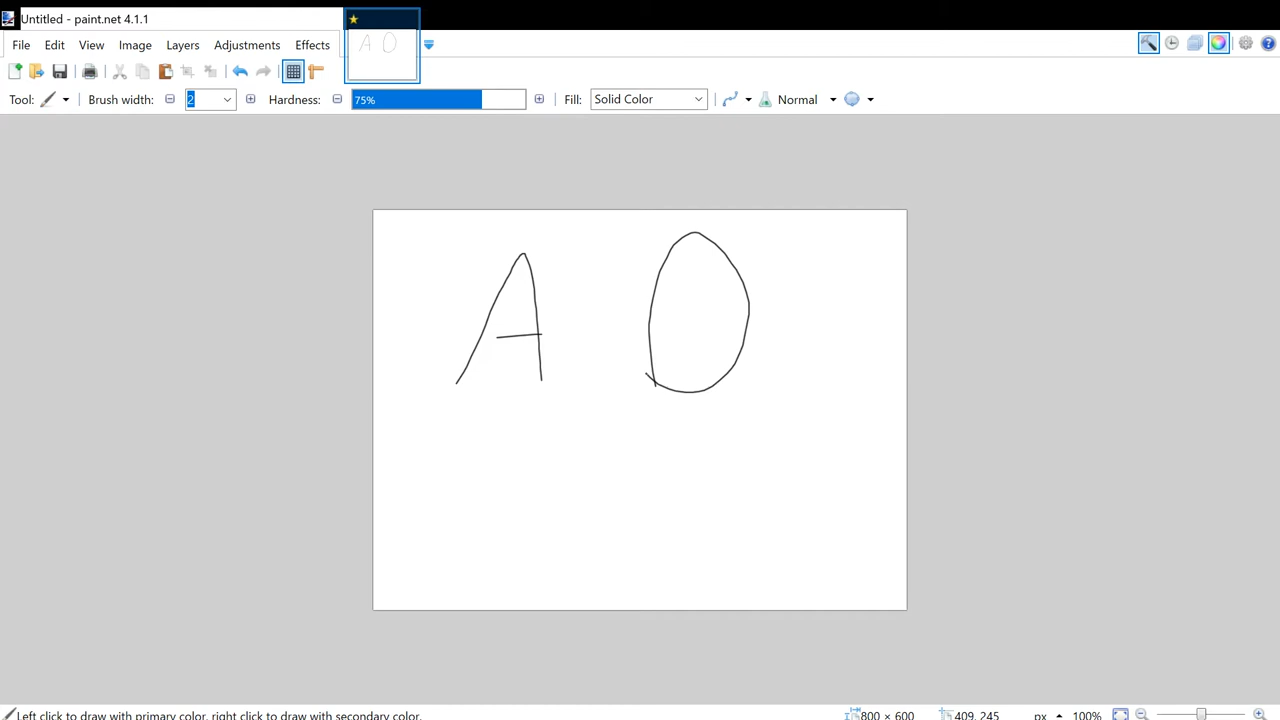 Untitled - paint.net 4.1.1
File Edit View Image Layers Adjustments Effects
Tool: Brush width: 2 Hardness: 75% Fill: Solid Color Normal
A O
Left click to draw with primary color, right click to draw with secondary color. 800 × 600 409, 245 px 100%